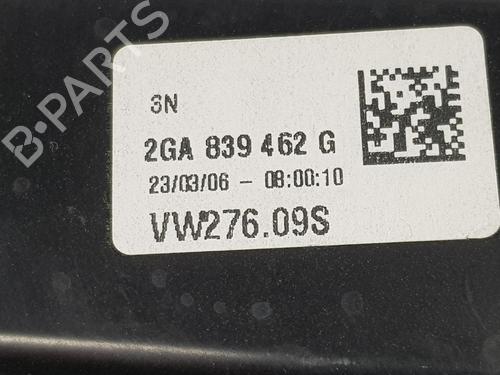 3N
2GA 839 462 G
23/03/06 - 08:00:10
VW276.09S
B-PARTS